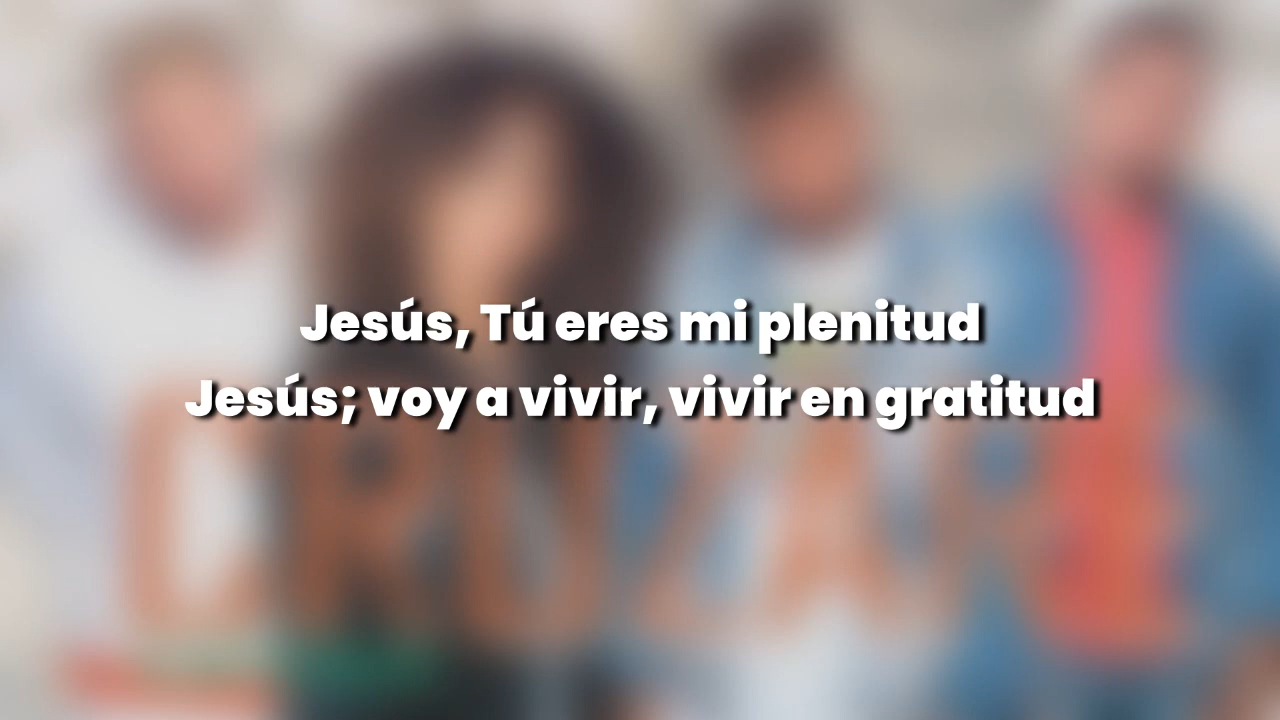 Jesús, Tú eres mi plenitud
Jesús; voy a vivir, vivir en gratitud